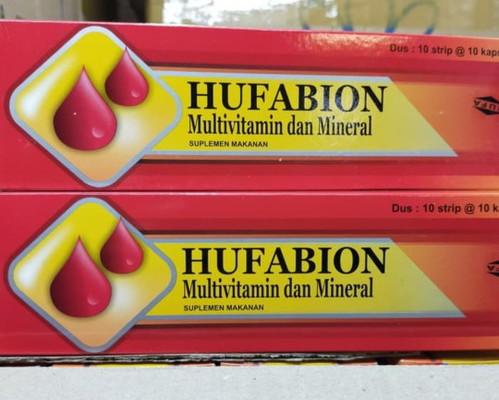 Dus : 10 strip @ 10 kaps
HUFABION
Multivitamin dan Mineral
SUPLEMEN MAKANAN
Dus : 10 strip @ 10 k
HUFABION
Multivitamin dan Mineral
SUPLEMEN MAKANAN